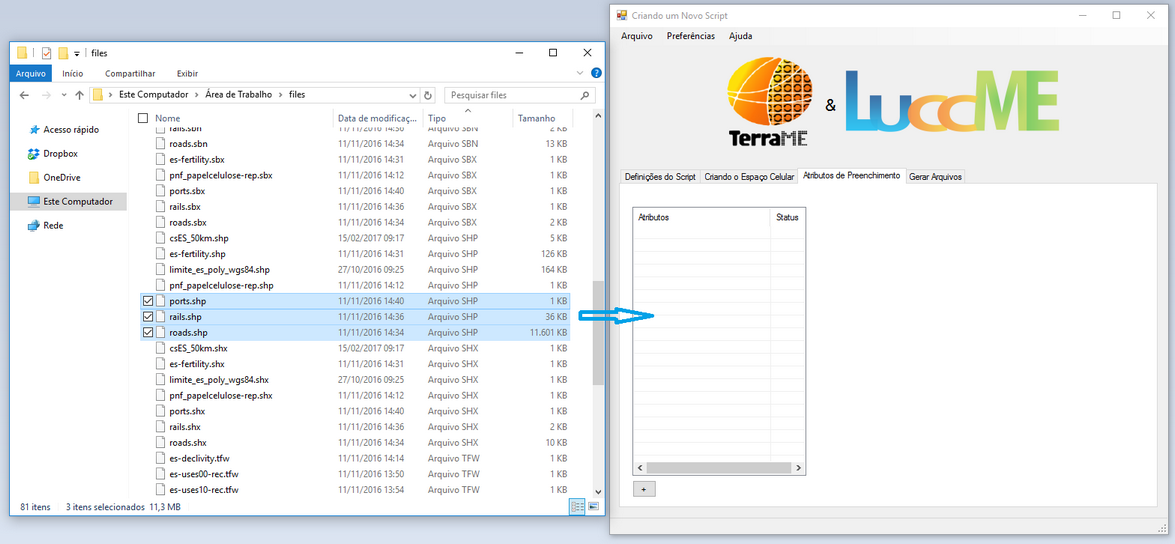 files
Arquivo Início Compartilhar Exibir
Este Computador > Área de Trabalho > files
Pesquisar files
Acesso rápido
Dropbox
OneDrive
Este Computador
Rede
Nome Data de modificaç... Tipo Tamanho
rails.sbn 11/11/2016 14:36 Arquivo SBN 2 KB
roads.sbn 11/11/2016 14:34 Arquivo SBN 13 KB
es-fertility.sbx 11/11/2016 14:31 Arquivo SBX 1 KB
pnf_papelcelulose-rep.sbx 11/11/2016 14:12 Arquivo SBX 1 KB
ports.sbx 11/11/2016 14:40 Arquivo SBX 1 KB
rails.sbx 11/11/2016 14:36 Arquivo SBX 1 KB
roads.sbx 11/11/2016 14:34 Arquivo SBX 2 KB
csES_50km.shp 15/02/2017 09:17 Arquivo SHP 5 KB
es-fertility.shp 11/11/2016 14:31 Arquivo SHP 126 KB
limite_es_poly_wgs84.shp 27/10/2016 09:25 Arquivo SHP 164 KB
pnf_papelcelulose-rep.shp 11/11/2016 14:12 Arquivo SHP 1 KB
ports.shp 11/11/2016 14:40 Arquivo SHP 1 KB
rails.shp 11/11/2016 14:36 Arquivo SHP 36 KB
roads.shp 11/11/2016 14:34 Arquivo SHP 11.601 KB
csES_50km.shx 15/02/2017 09:17 Arquivo SHX 1 KB
es-fertility.shx 11/11/2016 14:31 Arquivo SHX 1 KB
limite_es_poly_wgs84.shx 27/10/2016 09:25 Arquivo SHX 1 KB
pnf_papelcelulose-rep.shx 11/11/2016 14:12 Arquivo SHX 1 KB
ports.shx 11/11/2016 14:40 Arquivo SHX 1 KB
rails.shx 11/11/2016 14:36 Arquivo SHX 2 KB
roads.shx 11/11/2016 14:34 Arquivo SHX 10 KB
es-declivity.tfw 11/11/2016 14:14 Arquivo TFW 1 KB
es-uses00-rec.tfw 11/11/2016 13:50 Arquivo TFW 1 KB
es-uses10-rec.tfw 11/11/2016 13:54 Arquivo TFW 1 KB
81 itens 3 itens selecionados 11,3 MB
Criando um Novo Script
Arquivo Preferências Ajuda
TerraME & LuccME
Definições do Script Criando o Espaço Celular Atributos de Preenchimento Gerar Arquivos
Atributos Status
+